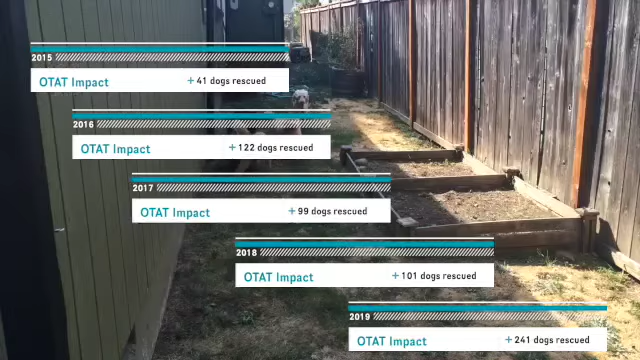 2015
OTAT Impact + 41 dogs rescued
2016
OTAT Impact + 122 dogs rescued
2017
OTAT Impact + 99 dogs rescued
2018
OTAT Impact + 101 dogs rescued
2019
OTAT Impact + 241 dogs rescued